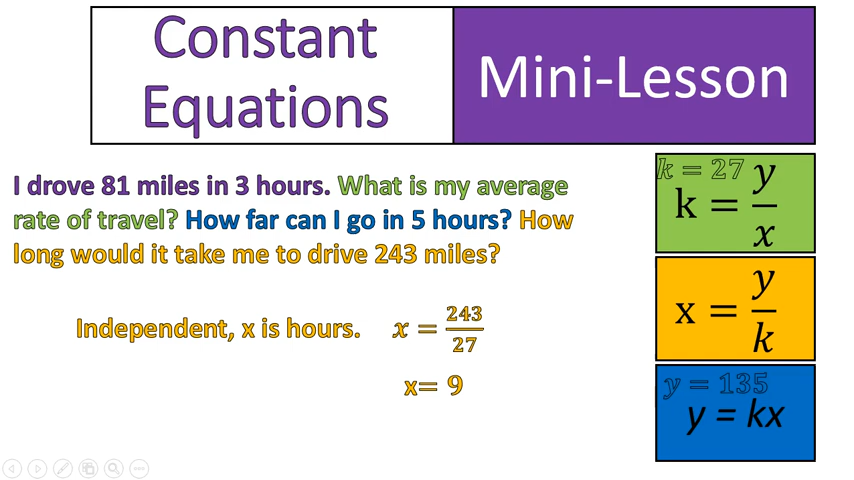 Constant
Equations
Mini-Lesson
I drove 81 miles in 3 hours. What is my average
rate of travel? How far can I go in 5 hours? How
long would it take me to drive 243 miles?
Independent, x is hours. x = 243/27
x= 9
k = 27
k = y/x
x = y/k
y = 135
y = kx